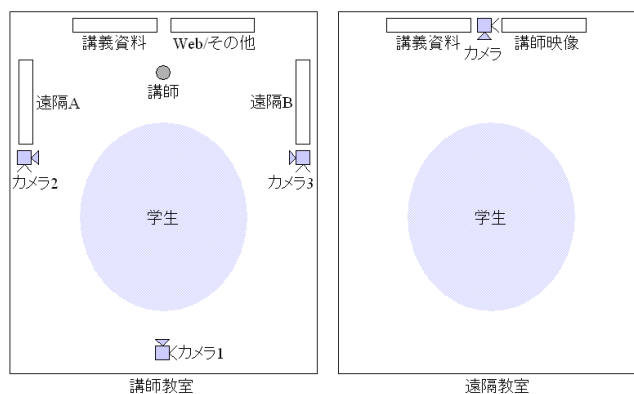 講義資料
Web/その他
講師
遠隔A
遠隔B
カメラ2
カメラ3
学生
カメラ1
講師教室
講義資料
講師映像
カメラ
学生
遠隔教室